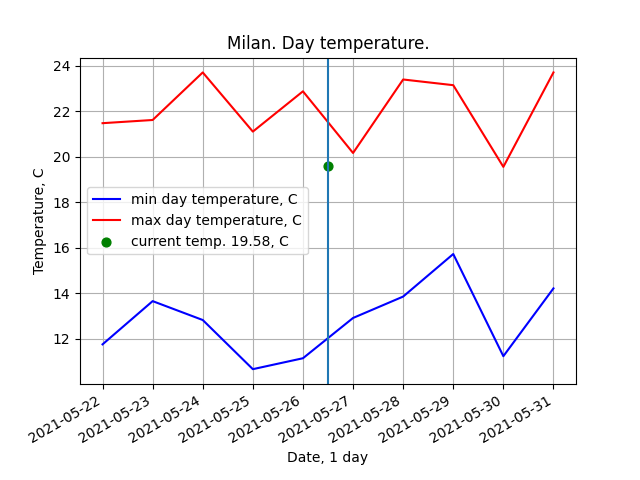 Milan. Day temperature.
Temperature, C
24
22
20
18
16
14
12
min day temperature, C
max day temperature, C
current temp. 19.58, C
2021-05-22
2021-05-23
2021-05-24
2021-05-25
2021-05-26
2021-05-27
2021-05-28
2021-05-29
2021-05-30
2021-05-31
Date, 1 day